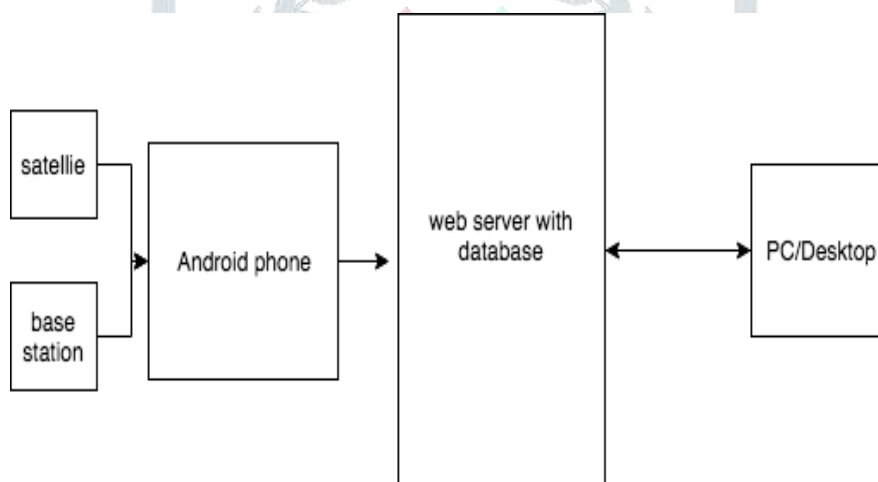 satellie
base
station
Android phone
web server with
database
PC/Desktop